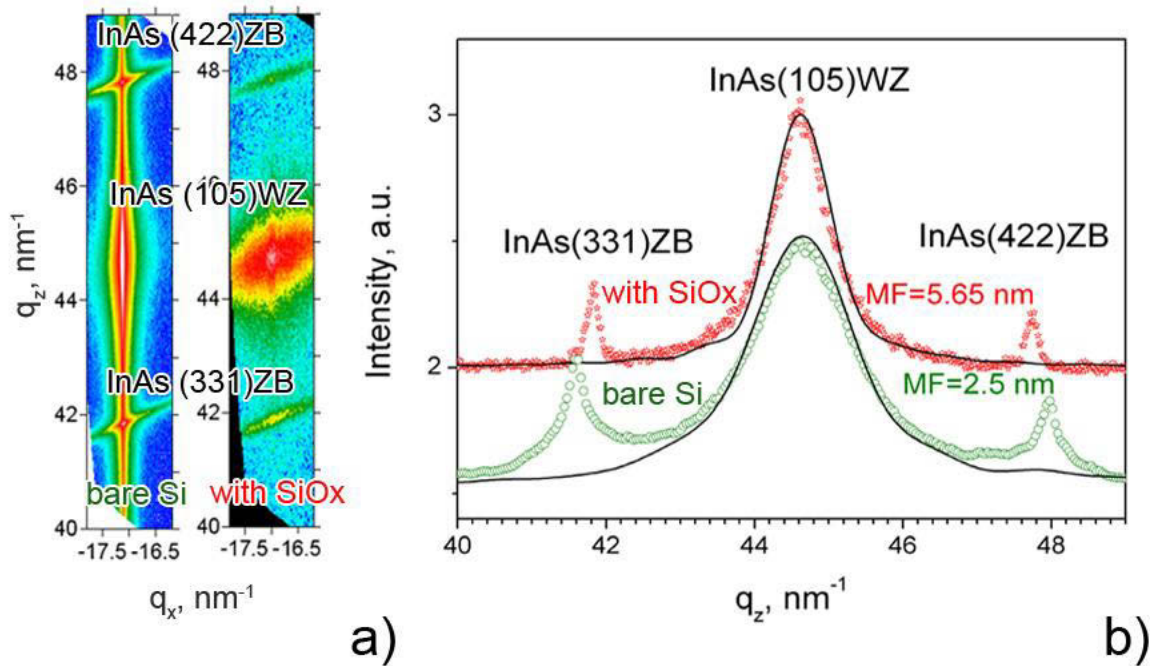 InAs (422)ZB
48
48
46
46
InAs (105)WZ
q_z, nm⁻¹
44
44
InAs (331)ZB
42
42
bare Si
with SiOx
40
40
-17.5 -16.5
-17.5 -16.5
q_x, nm⁻¹
a)
InAs(105)WZ
3
InAs(331)ZB
InAs(422)ZB
Intensity, a.u.
with SiOx
MF=5.65 nm
2
bare Si
MF=2.5 nm
40
42
44
46
48
q_z, nm⁻¹
b)